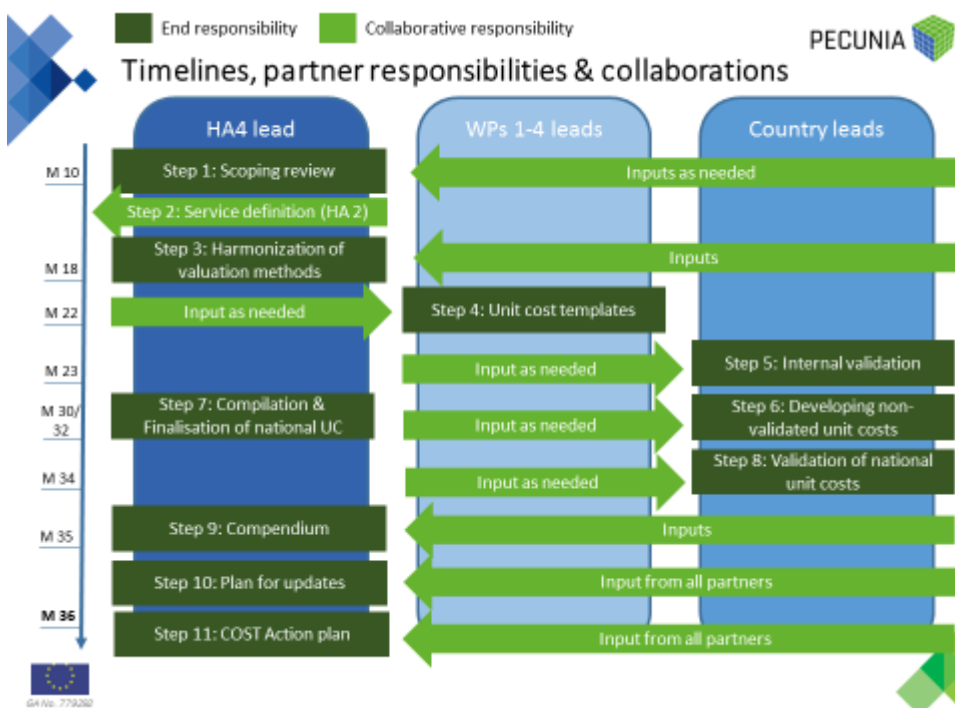 End responsibility
Collaborative responsibility
PECUNIA
Timelines, partner responsibilities & collaborations
HA4 lead
WPs 1-4 leads
Country leads
M 10
Step 1: Scoping review
Inputs as needed
Step 2: Service definition (HA 2)
Step 3: Harmonization of
valuation methods
Inputs
M 18
Input as needed
Step 4: Unit cost templates
M 22
Input as needed
Step 5: Internal validation
M 23
Step 7: Compilation &
Finalisation of national UC
Input as needed
Step 6: Developing non-
validated unit costs
M 30/
32
Input as needed
Step 8: Validation of national
unit costs
M 34
Step 9: Compendium
Inputs
M 35
Step 10: Plan for updates
Input from all partners
M 36
Step 11: COST Action plan
Input from all partners
GA No. 779292